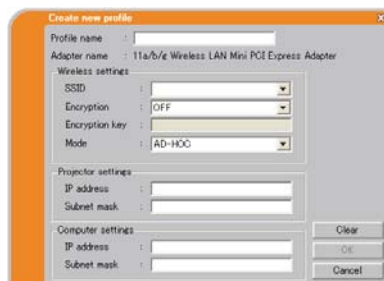 Create new profile
Profile name :
Adapter name : 11a/b/g Wireless LAN Mini PCI Express Adapter
Wireless settings
SSID :
Encryption : OFF
Encryption key :
Mode : AD-HOC
Projector settings
IP address :
Subnet mask :
Computer settings
IP address :
Subnet mask :
Clear
OK
Cancel